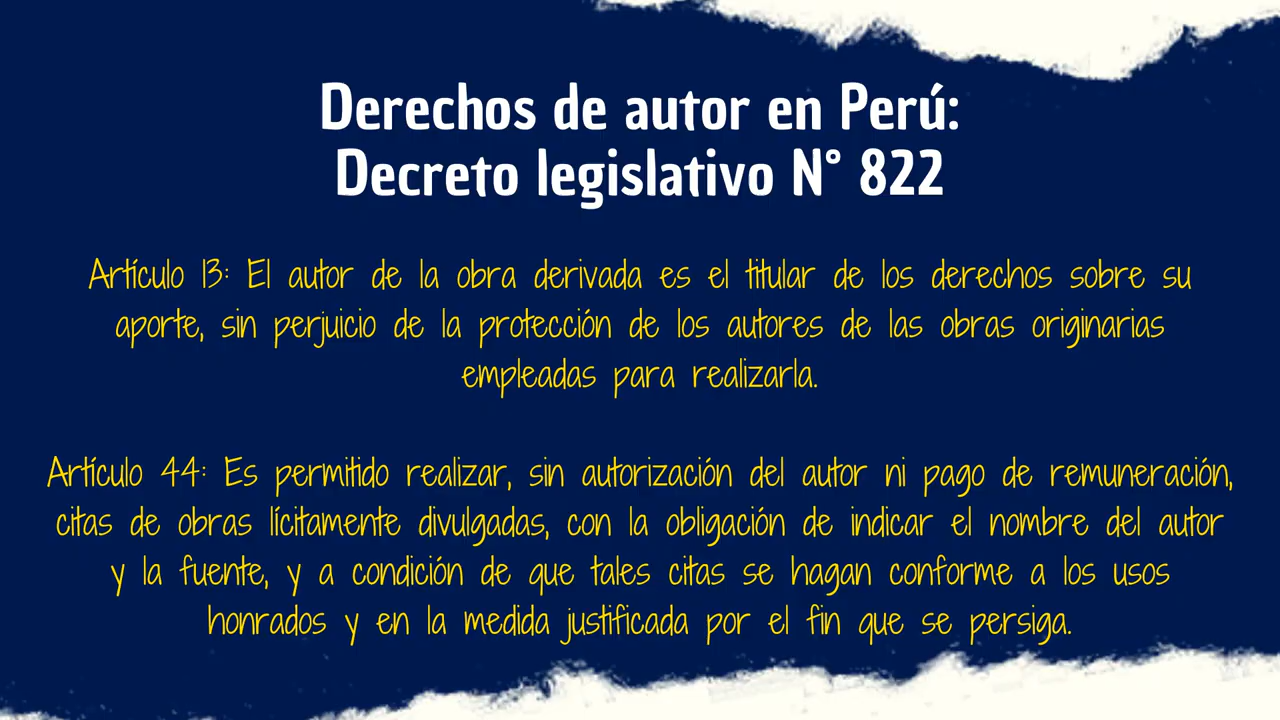 Derechos de autor en Perú:
Decreto legislativo N° 822
Artículo 13: El autor de la obra derivada es el titular de los derechos sobre su
aporte, sin perjuicio de la protección de los autores de las obras originarias
empleadas para realizarla.
Artículo 44: Es permitido realizar, sin autorización del autor ni pago de remuneración,
citas de obras lícitamente divulgadas, con la obligación de indicar el nombre del autor
y la fuente, y a condición de que tales citas se hagan conforme a los usos
honrados y en la medida justificada por el fin que se persiga.